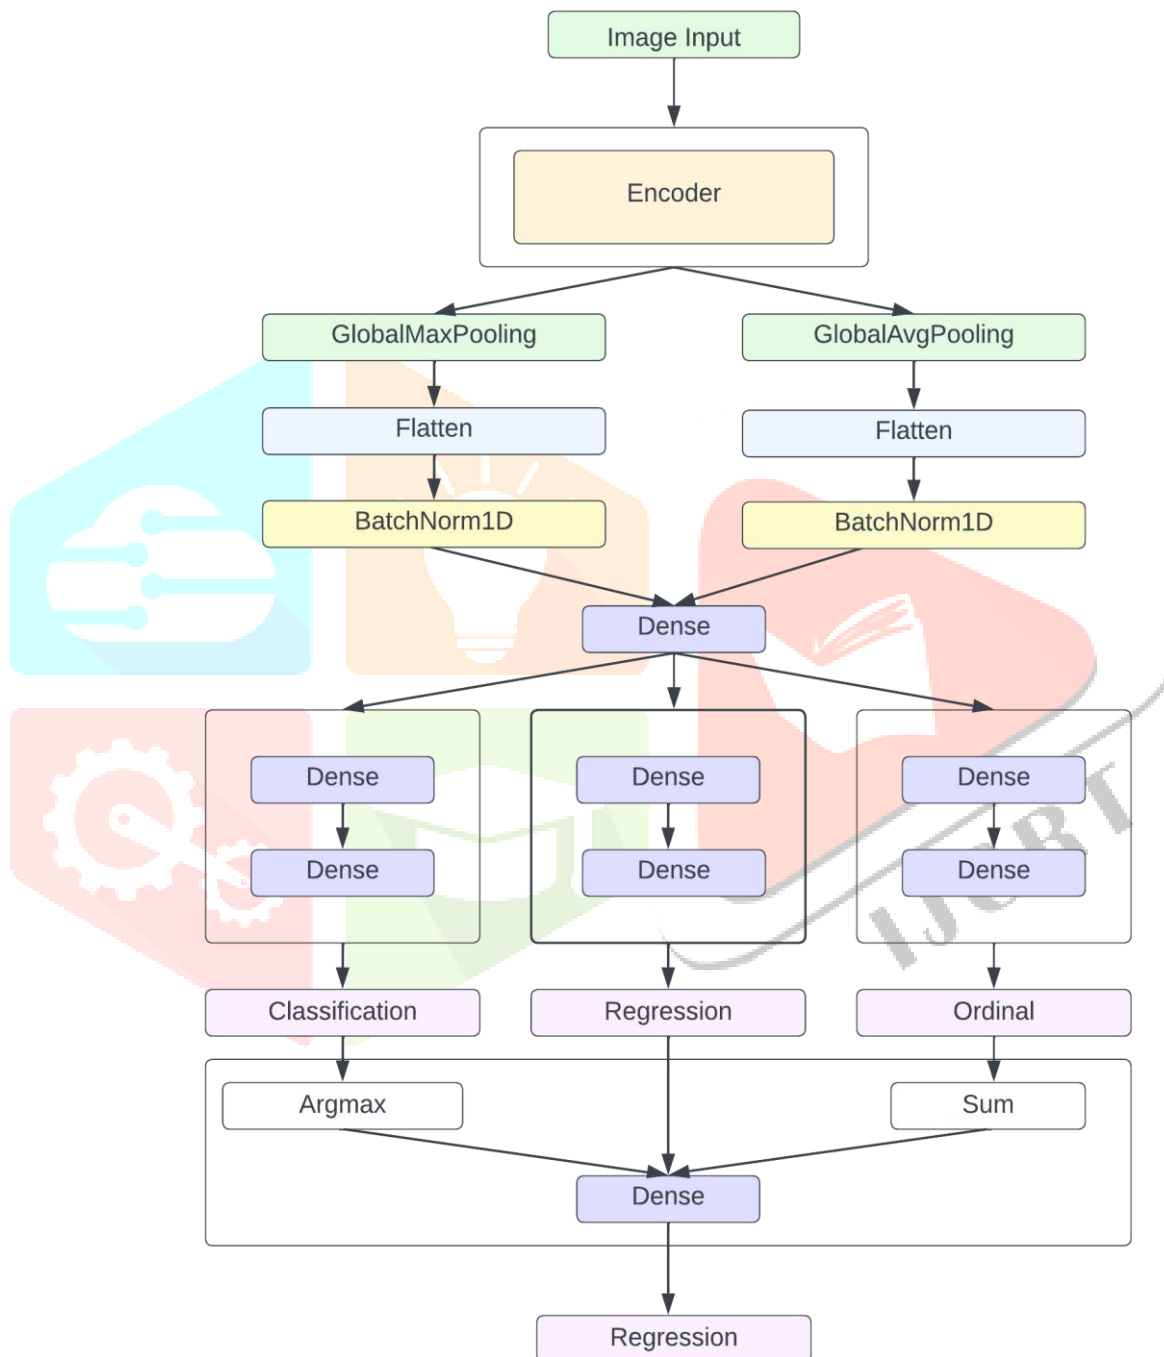 Image Input
Encoder
GlobalMaxPooling
GlobalAvgPooling
Flatten
Flatten
BatchNorm1D
BatchNorm1D
Dense
Dense
Dense
Dense
Dense
Dense
Dense
Classification
Regression
Ordinal
Argmax
Sum
Dense
Regression
IJCRT